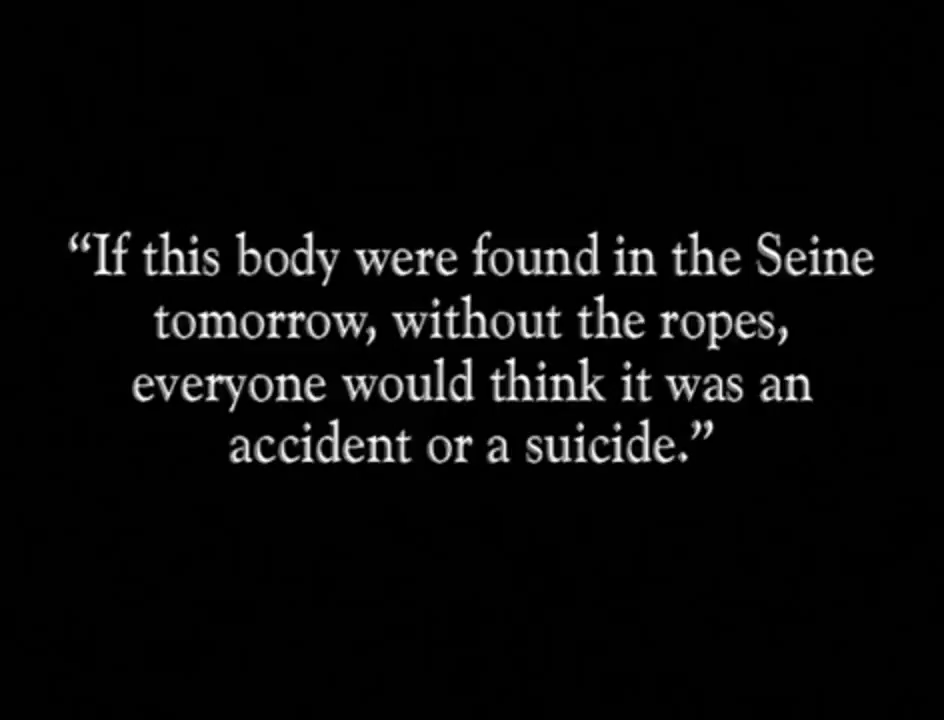 “If this body were found in the Seine
tomorrow, without the ropes,
everyone would think it was an
accident or a suicide.”